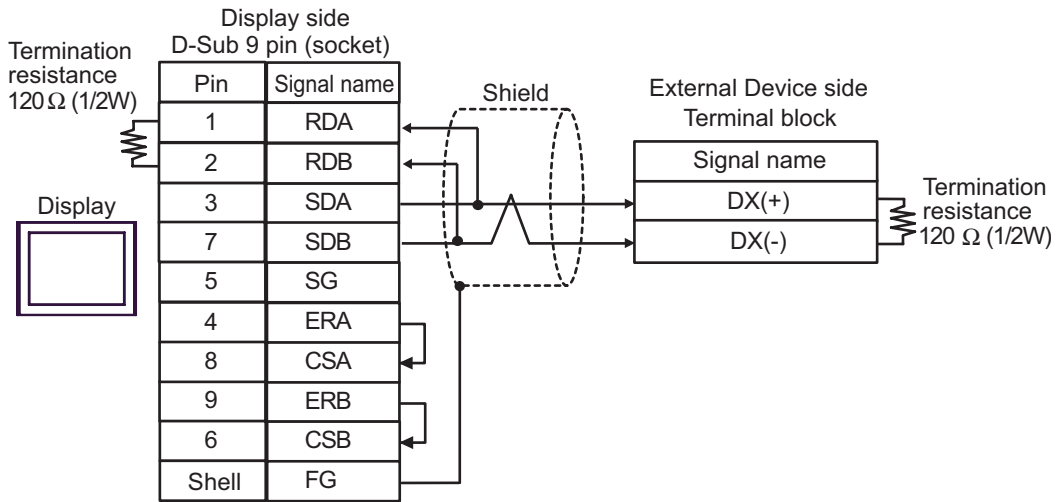 Display side
D-Sub 9 pin (socket)
Termination
resistance
120 Ω (1/2W)
Pin Signal name
1 RDA
2 RDB
3 SDA
7 SDB
5 SG
4 ERA
8 CSA
9 ERB
6 CSB
Shell FG
Display
Shield
External Device side
Terminal block
Signal name
DX(+)
DX(-)
Termination
resistance
120 Ω (1/2W)